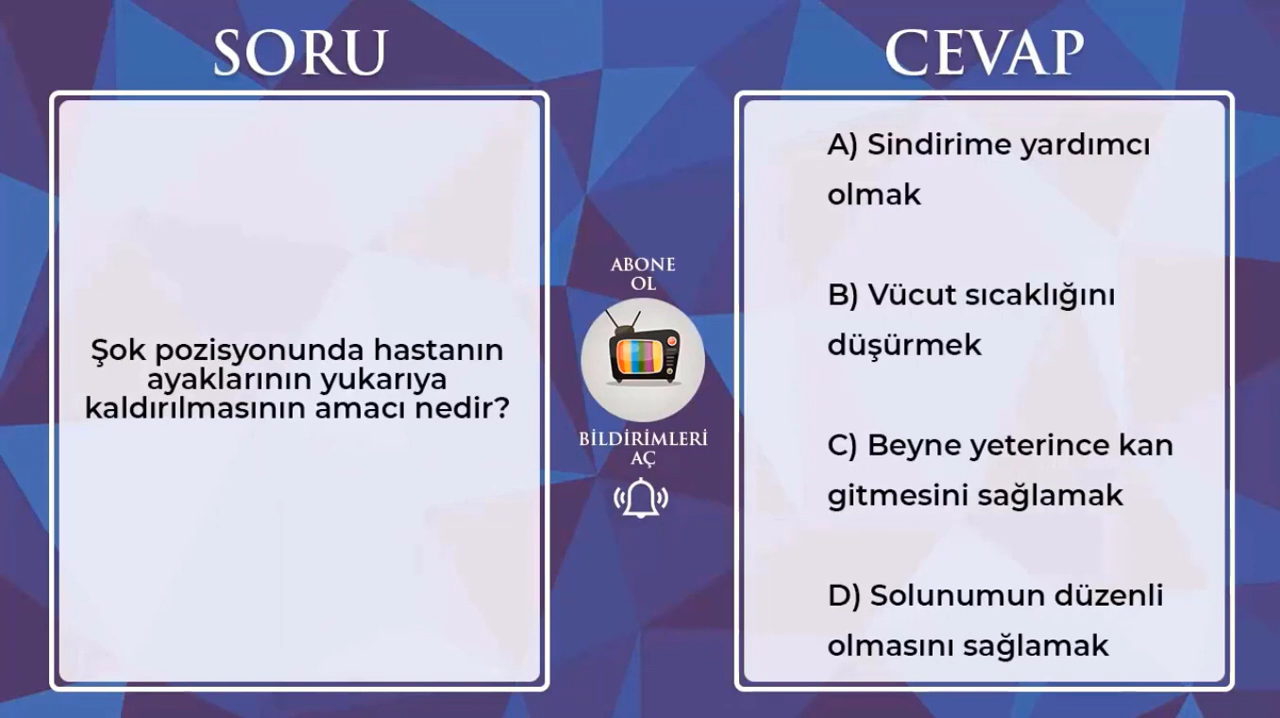 SORU
Şok pozisyonunda hastanın
ayaklarının yukarıya
kaldırılmasının amacı nedir?
ABONE
OL
BİLDİRİMLERİ
AÇ
CEVAP
A) Sindirime yardımcı
olmak
B) Vücut sıcaklığını
düşürmek
C) Beyne yeterince kan
gitmesini sağlamak
D) Solunumun düzenli
olmasını sağlamak